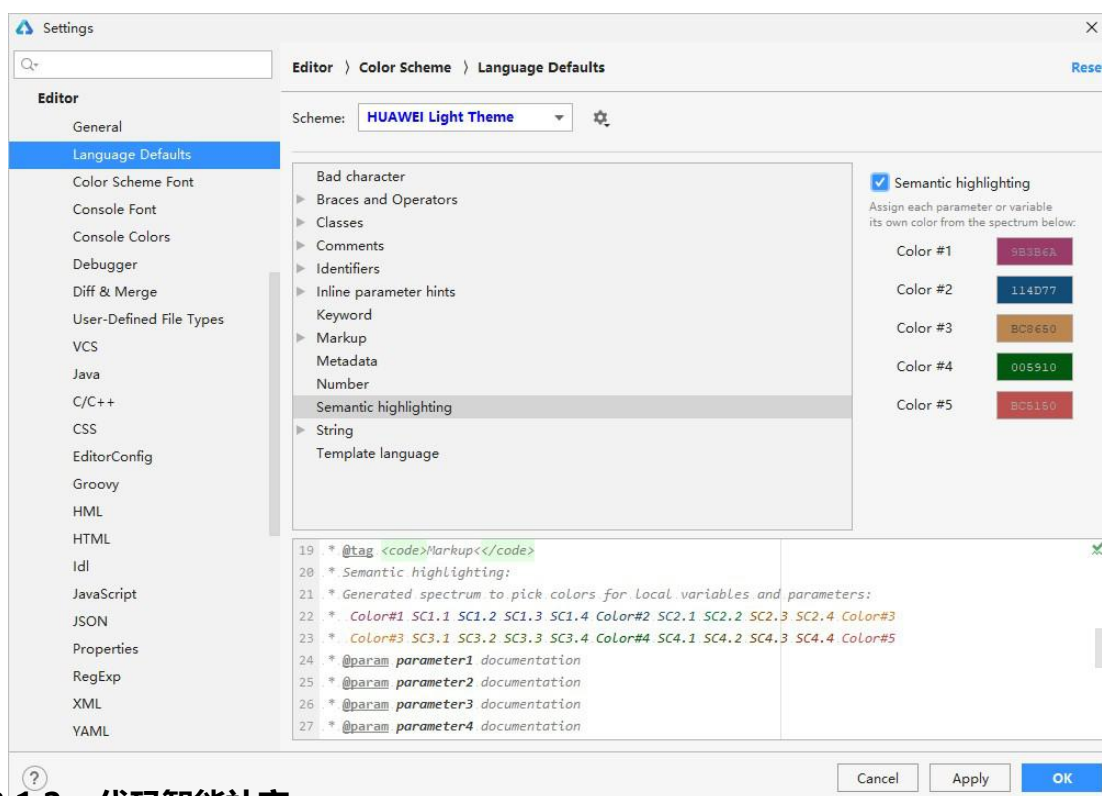 Settings
Editor 〉 Color Scheme 〉 Language Defaults
Rese
Editor
General
Language Defaults
Color Scheme Font
Console Font
Console Colors
Debugger
Diff & Merge
User-Defined File Types
VCS
Java
C/C++
CSS
EditorConfig
Groovy
HML
HTML
Idl
JavaScript
JSON
Properties
RegExp
XML
YAML
Scheme: HUAWEI Light Theme
Bad character
Braces and Operators
Classes
Comments
Identifiers
Inline parameter hints
Keyword
Markup
Metadata
Number
Semantic highlighting
String
Template language
Semantic highlighting
Assign each parameter or variable
its own color from the spectrum below:
Color #1 9B3B6A
Color #2 114D77
Color #3 BC8650
Color #4 005910
Color #5 BC5150
19 * @tag <code>Markup<</code>
20 * Semantic highlighting:
21 * Generated spectrum to pick colors for local variables and parameters:
22 * Color#1 SC1.1 SC1.2 SC1.3 SC1.4 Color#2 SC2.1 SC2.2 SC2.3 SC2.4 Color#3
23 * Color#3 SC3.1 SC3.2 SC3.3 SC3.4 Color#4 SC4.1 SC4.2 SC4.3 SC4.4 Color#5
24 * @param parameter1 documentation
25 * @param parameter2 documentation
26 * @param parameter3 documentation
27 * @param parameter4 documentation
?
Cancel Apply OK